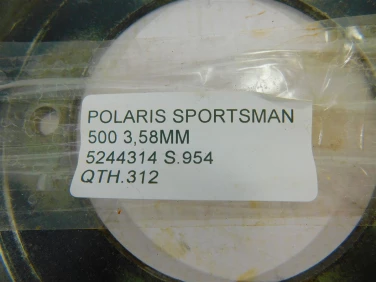 POLARIS SPORTSMAN
500 3,58MM
5244314 S.954
QTH.312